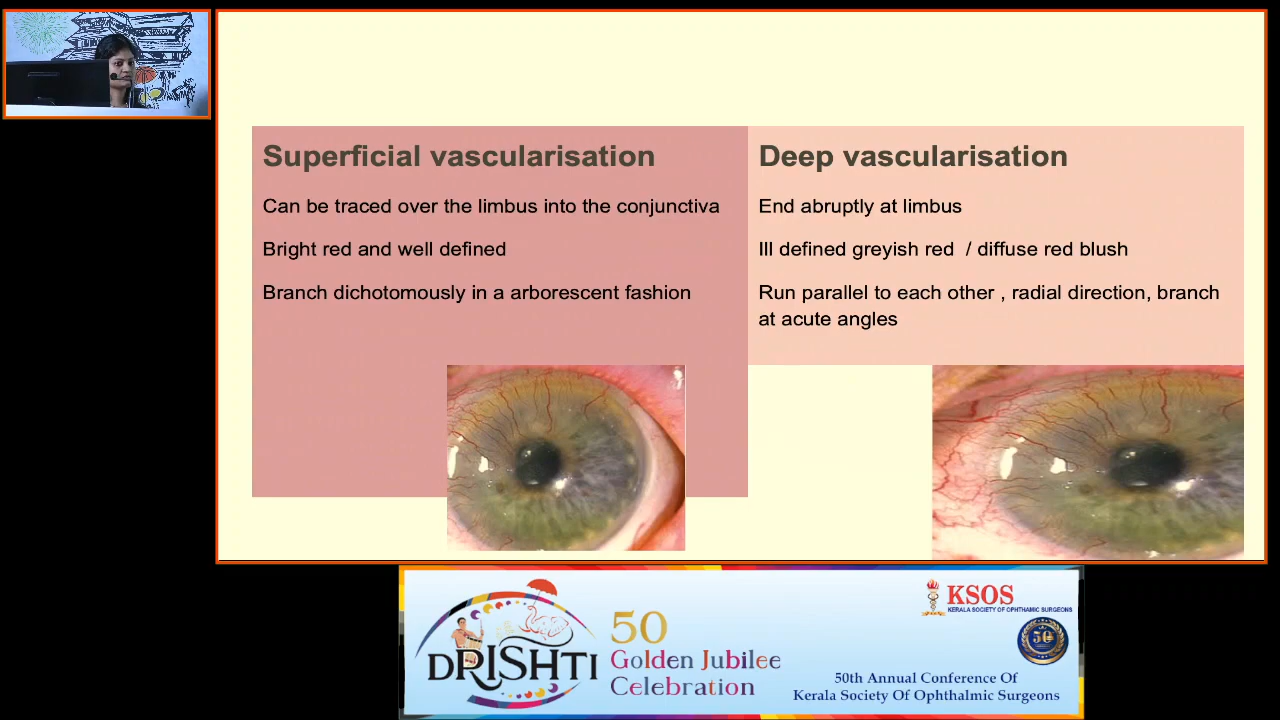 Superficial vascularisation
Can be traced over the limbus into the conjunctiva
Bright red and well defined
Branch dichotomously in a arborescent fashion
Deep vascularisation
End abruptly at limbus
Ill defined greyish red / diffuse red blush
Run parallel to each other , radial direction, branch
at acute angles
DRISHTI
50
Golden Jubilee
Celebration
KSOS
KERALA SOCIETY OF OPHTHAMIC SURGEONS
50
50th Annual Conference Of
Kerala Society Of Ophthalmic Surgeons